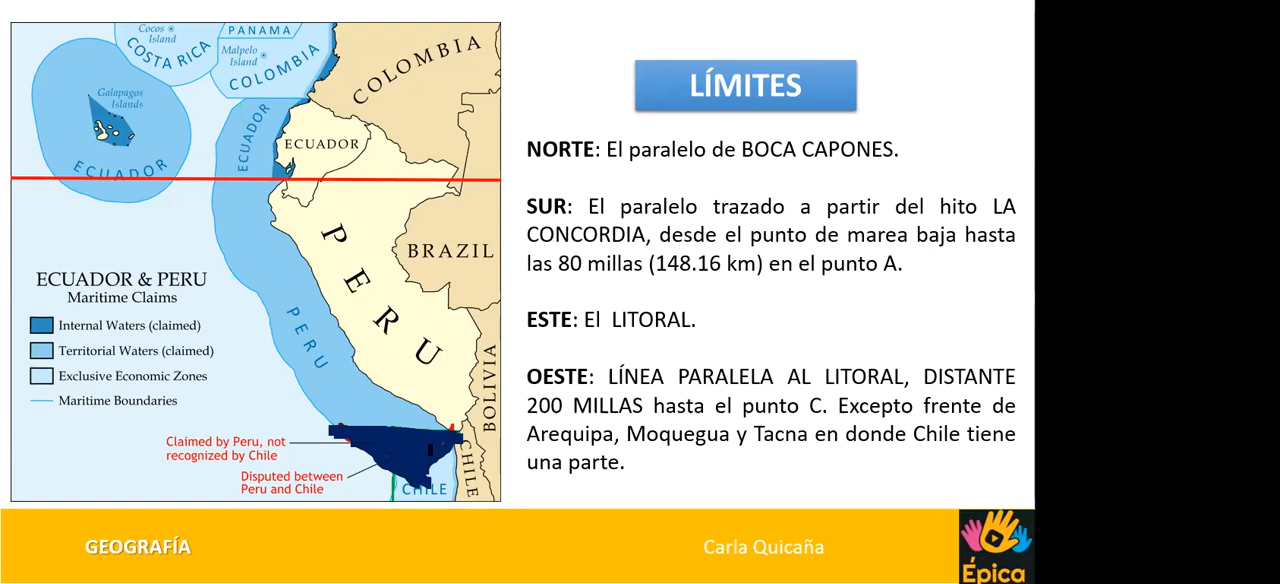 Cocos
Island
COSTA RICA
PANAMA
Malpelo
Island
COLOMBIA
COLOMBIA
Galapagos
Islands
ECUADOR
ECUADOR
ECUADOR
PERU
BRAZIL
ECUADOR & PERU
Maritime Claims
Internal Waters (claimed)
Territorial Waters (claimed)
Exclusive Economic Zones
Maritime Boundaries
PERU
BOLIVIA
Claimed by Peru, not
recognized by Chile
Disputed between
Peru and Chile
CHILE
CHILE
LÍMITES
NORTE: El paralelo de BOCA CAPONES.
SUR: El paralelo trazado a partir del hito LA
CONCORDIA, desde el punto de marea baja hasta
las 80 millas (148.16 km) en el punto A.
ESTE: El LITORAL.
OESTE: LÍNEA PARALELA AL LITORAL, DISTANTE
200 MILLAS hasta el punto C. Excepto frente de
Arequipa, Moquegua y Tacna en donde Chile tiene
una parte.
GEOGRAFÍA
Carla Quicaña
Épica